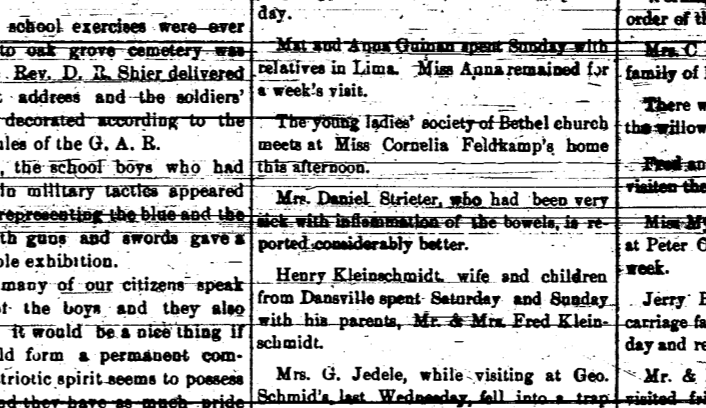 school exercises were over
to oak grove cemetery was
Rev. D. R. Shier delivered
address and the soldiers'
decorated according to the
of the G. A. R.
, the school boys who had
in military tactics appeared
representing the blue and the
guns and swords gave a
exhibition.
many of our citizens speak
of the boys and they also
it would be a nice thing if
form a permanent com-
spirit seems to possess
they have as much pride
day.
Mat and Anna Guinan spent Sunday with
relatives in Lima. Miss Anna remained for
a week's visit.
The young ladies' society of Bethel church
meets at Miss Cornelia Feldkamp's home
this afternoon.
Mrs. Daniel Strieter, who had been very
sick with inflammation of the bowels, is re-
ported considerably better.
Henry Kleinschmidt, wife and children
from Dansville spent Saturday and Sunday
with his parents, Mr. & Mrs. Fred Klein-
schmidt.
Mrs. G. Jedele, while visiting at Geo.
Schmid's last Wednesday, fell into a trap
order of
Mrs. C
family of
There w
the willow
Fred an
visited the
Miss
at Peter
week.
Jerry
carriage fa
day and re
Mr. &
visited